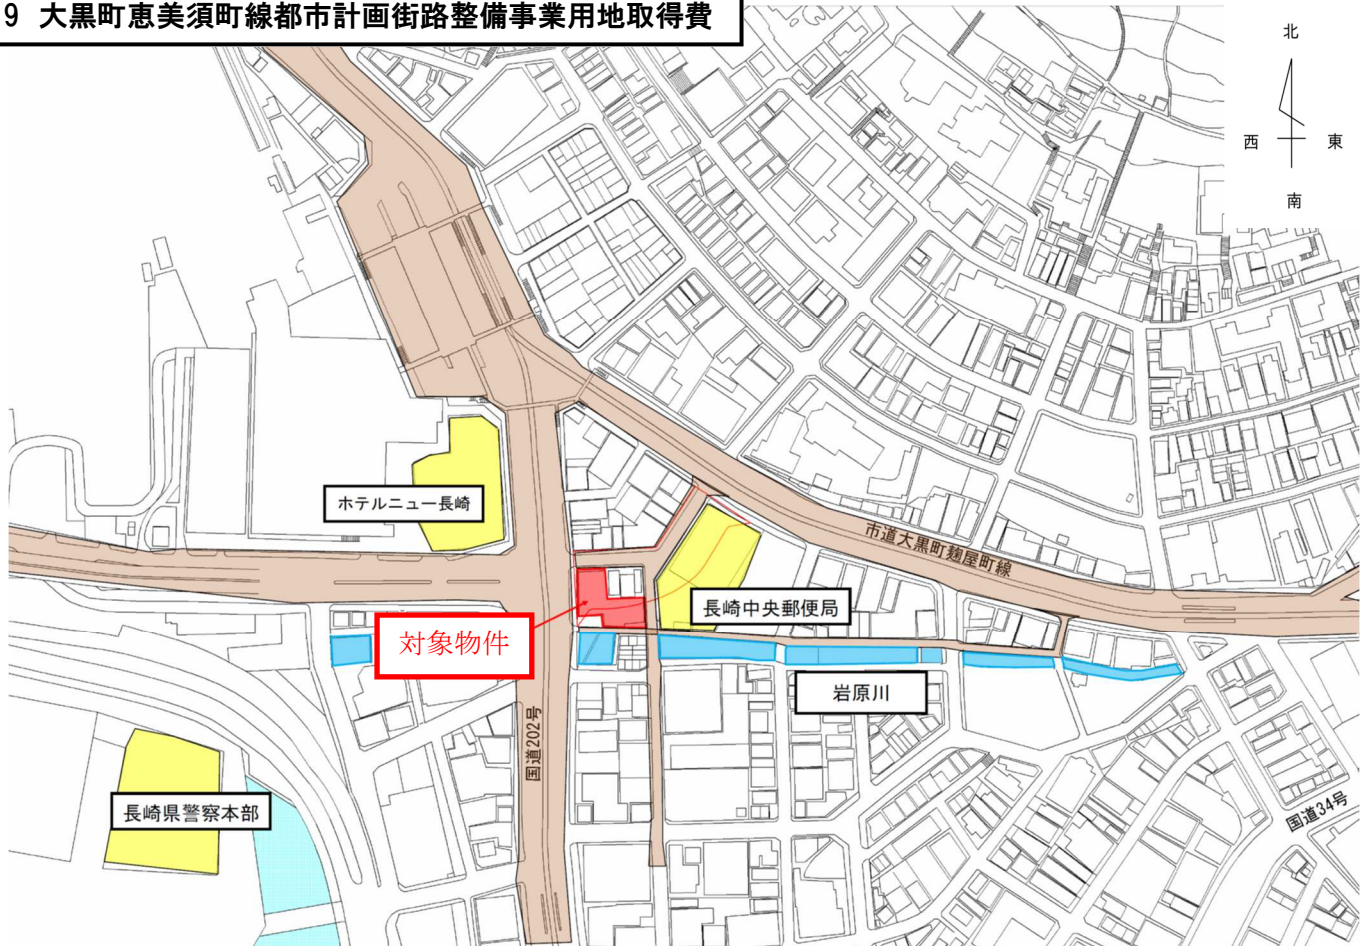 9 大黒町恵美須町線都市計画街路整備事業用地取得費
北
西 東
南
ホテルニュー長崎
市道大黒町麹屋町線
長崎中央郵便局
対象物件
岩原川
国道202号
長崎県警察本部
国道34号